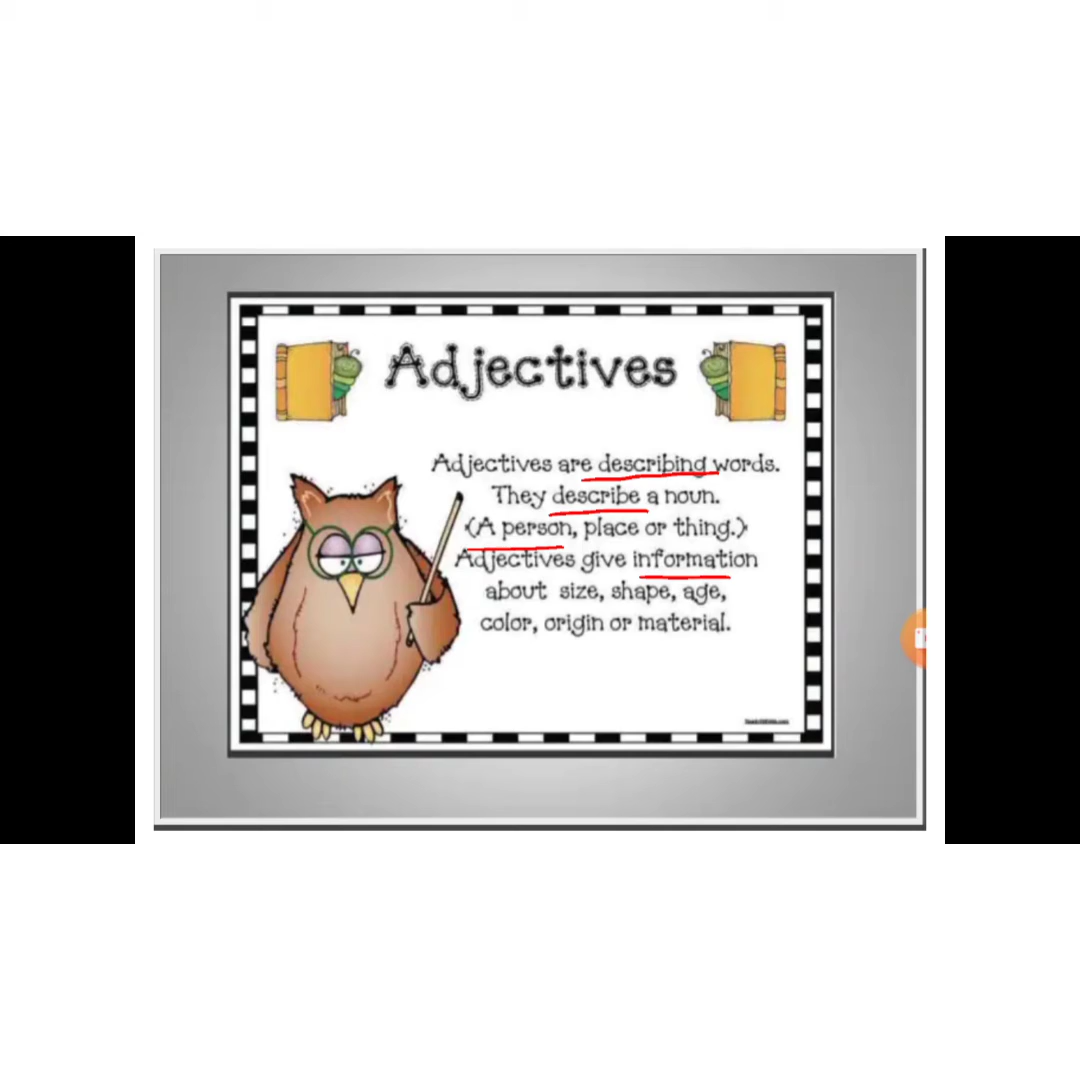 Adjectives
Adjectives are describing words.
They describe a noun.
(A person, place or thing.)
Adjectives give information
about size, shape, age,
color, origin or material.